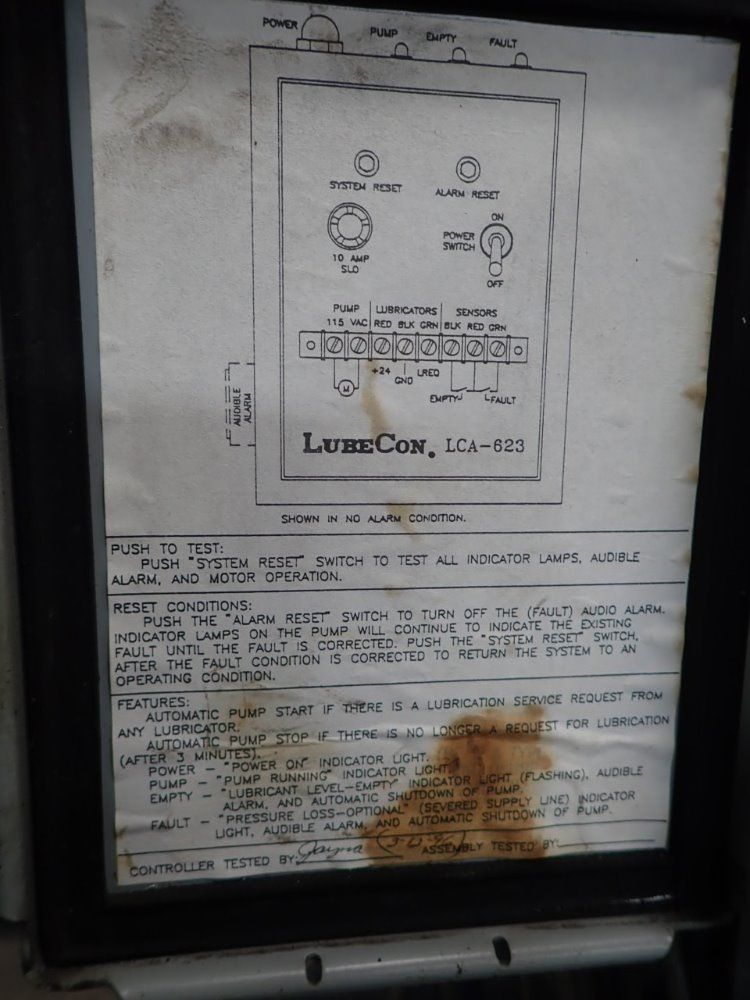 POWER PUMP EMPTY FAULT
SYSTEM RESET ALARM RESET
ON
POWER
SWITCH
OFF
10 AMP
SLO
PUMP LUBRICATORS SENSORS
115 VAC RED BLK GRN BLK RED GRN
+24 GND LREQ
M
EMPTY FAULT
AUDIBLE
ALARM
LUBECON. LCA-623
SHOWN IN NO ALARM CONDITION.
PUSH TO TEST:
PUSH "SYSTEM RESET" SWITCH TO TEST ALL INDICATOR LAMPS, AUDIBLE
ALARM, AND MOTOR OPERATION.
RESET CONDITIONS:
PUSH THE "ALARM RESET" SWITCH TO TURN OFF THE (FAULT) AUDIO ALARM.
INDICATOR LAMPS ON THE PUMP WILL CONTINUE TO INDICATE THE EXISTING
FAULT UNTIL THE FAULT IS CORRECTED. PUSH THE "SYSTEM RESET" SWITCH,
AFTER THE FAULT CONDITION IS CORRECTED TO RETURN THE SYSTEM TO AN
OPERATING CONDITION.
FEATURES:
AUTOMATIC PUMP START IF THERE IS A LUBRICATION SERVICE REQUEST FROM
ANY LUBRICATOR.
AUTOMATIC PUMP STOP IF THERE IS NO LONGER A REQUEST FOR LUBRICATION
(AFTER 3 MINUTES).
POWER – "POWER ON" INDICATOR LIGHT.
PUMP – "PUMP RUNNING" INDICATOR LIGHT.
EMPTY – "LUBRICANT LEVEL-EMPTY" INDICATOR LIGHT (FLASHING), AUDIBLE
ALARM, AND AUTOMATIC SHUTDOWN OF PUMP.
FAULT – "PRESSURE LOSS-OPTIONAL" (SEVERED SUPPLY LINE) INDICATOR
LIGHT, AUDIBLE ALARM, AND AUTOMATIC SHUTDOWN OF PUMP.
CONTROLLER TESTED BY: ASSEMBLY TESTED BY: